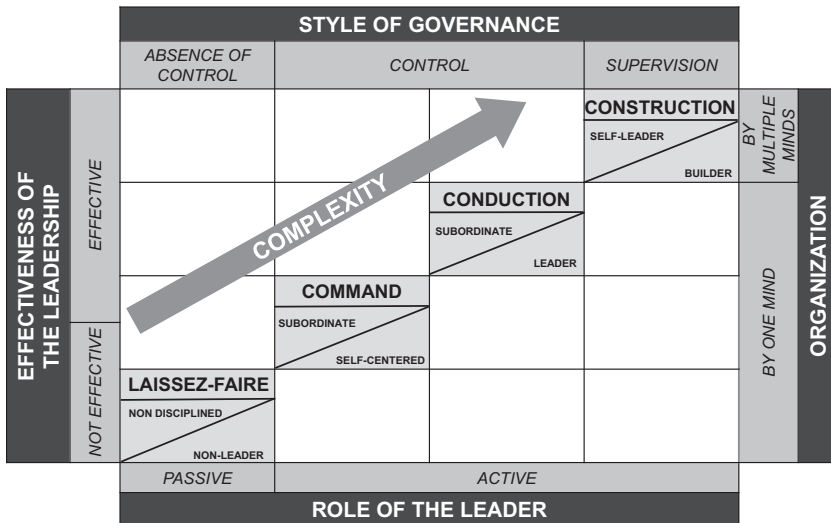 STYLE OF GOVERNANCE
ABSENCE OF
CONTROL
CONTROL
SUPERVISION
EFFECTIVENESS OF
THE LEADERSHIP
EFFECTIVE
NOT EFFECTIVE
COMPLEXITY
CONSTRUCTION
SELF-LEADER
BUILDER
CONDUCTION
SUBORDINATE
LEADER
COMMAND
SUBORDINATE
SELF-CENTERED
LAISSEZ-FAIRE
NON DISCIPLINED
NON-LEADER
BY
MULTIPLE
MINDS
BY ONE MIND
ORGANIZATION
PASSIVE
ACTIVE
ROLE OF THE LEADER